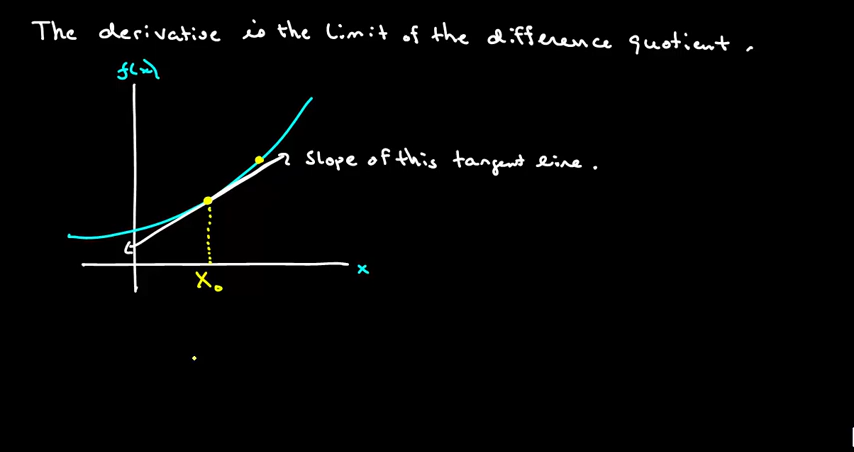 The derivative is the limit of the difference quotient.
f(x)
slope of this tangent line.
x
X₀